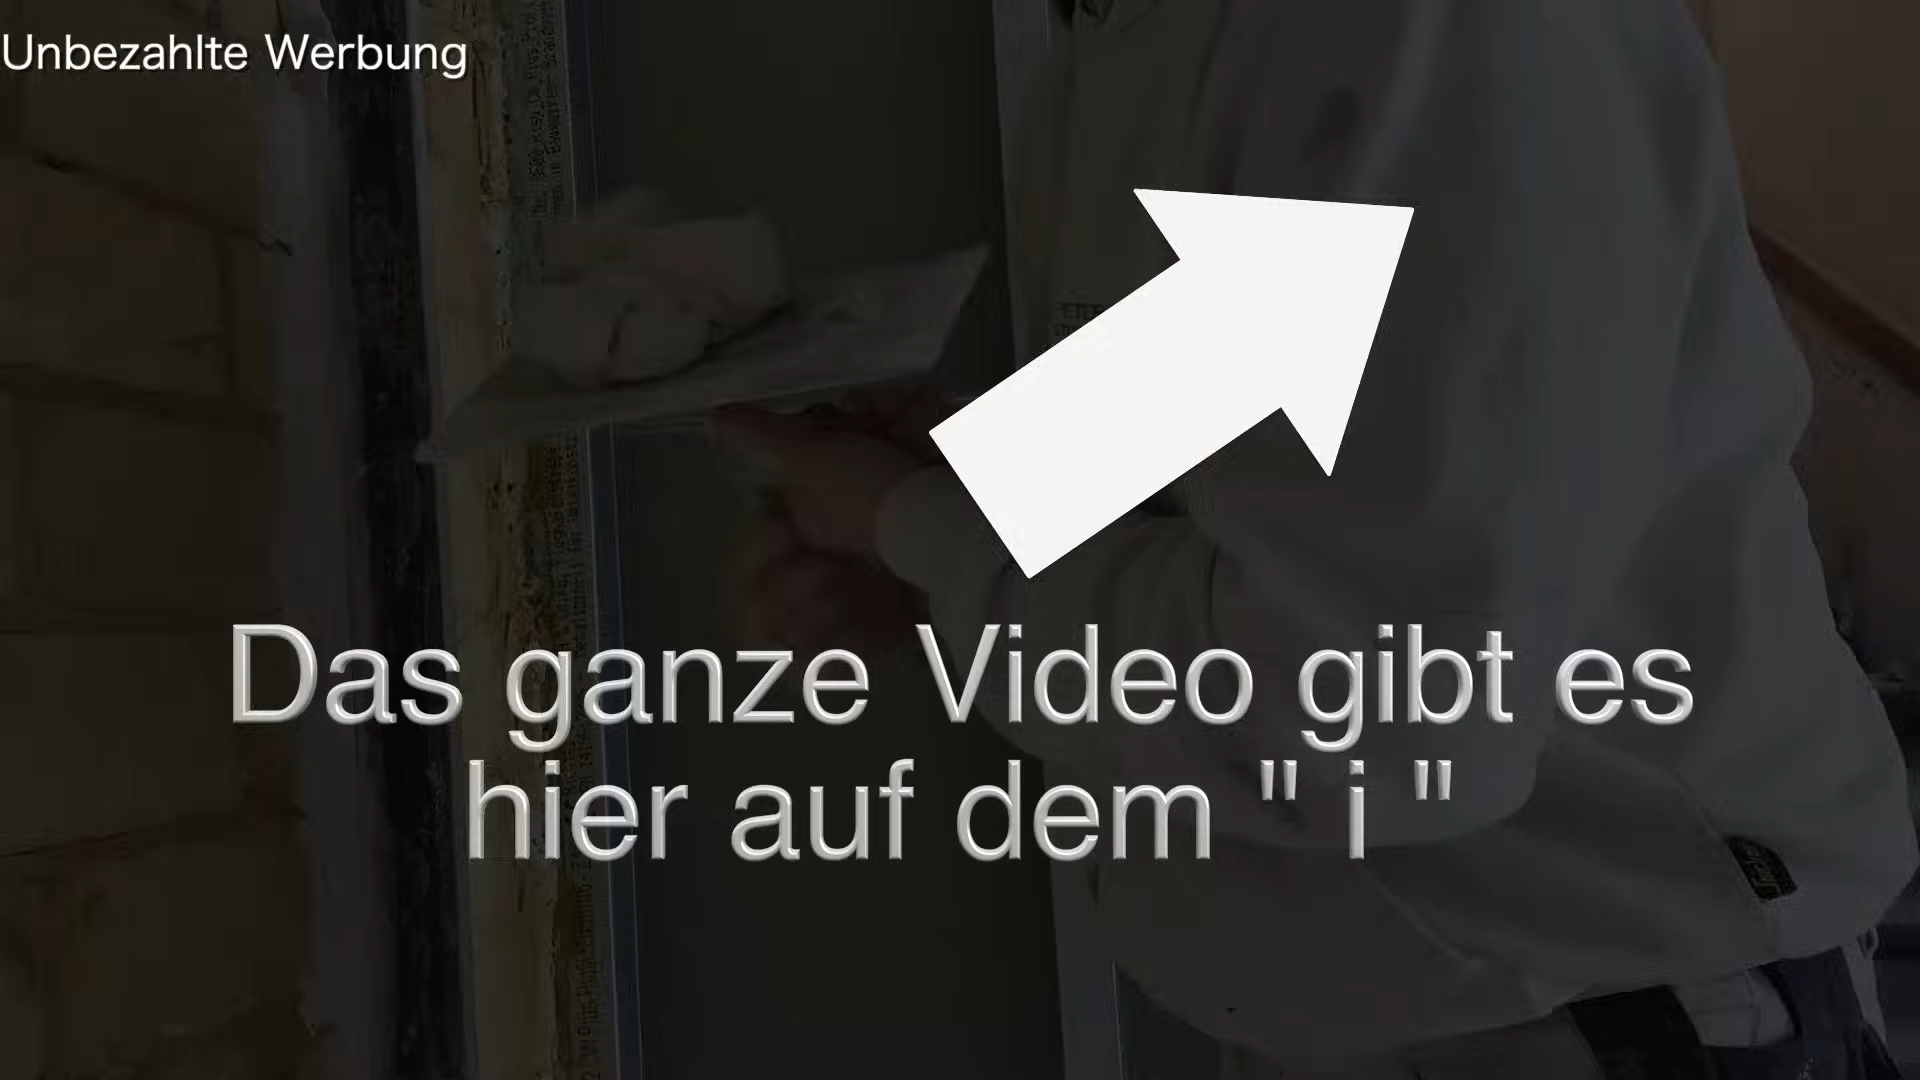 Unbezahlte Werbung
Das ganze Video gibt es
hier auf dem " i "